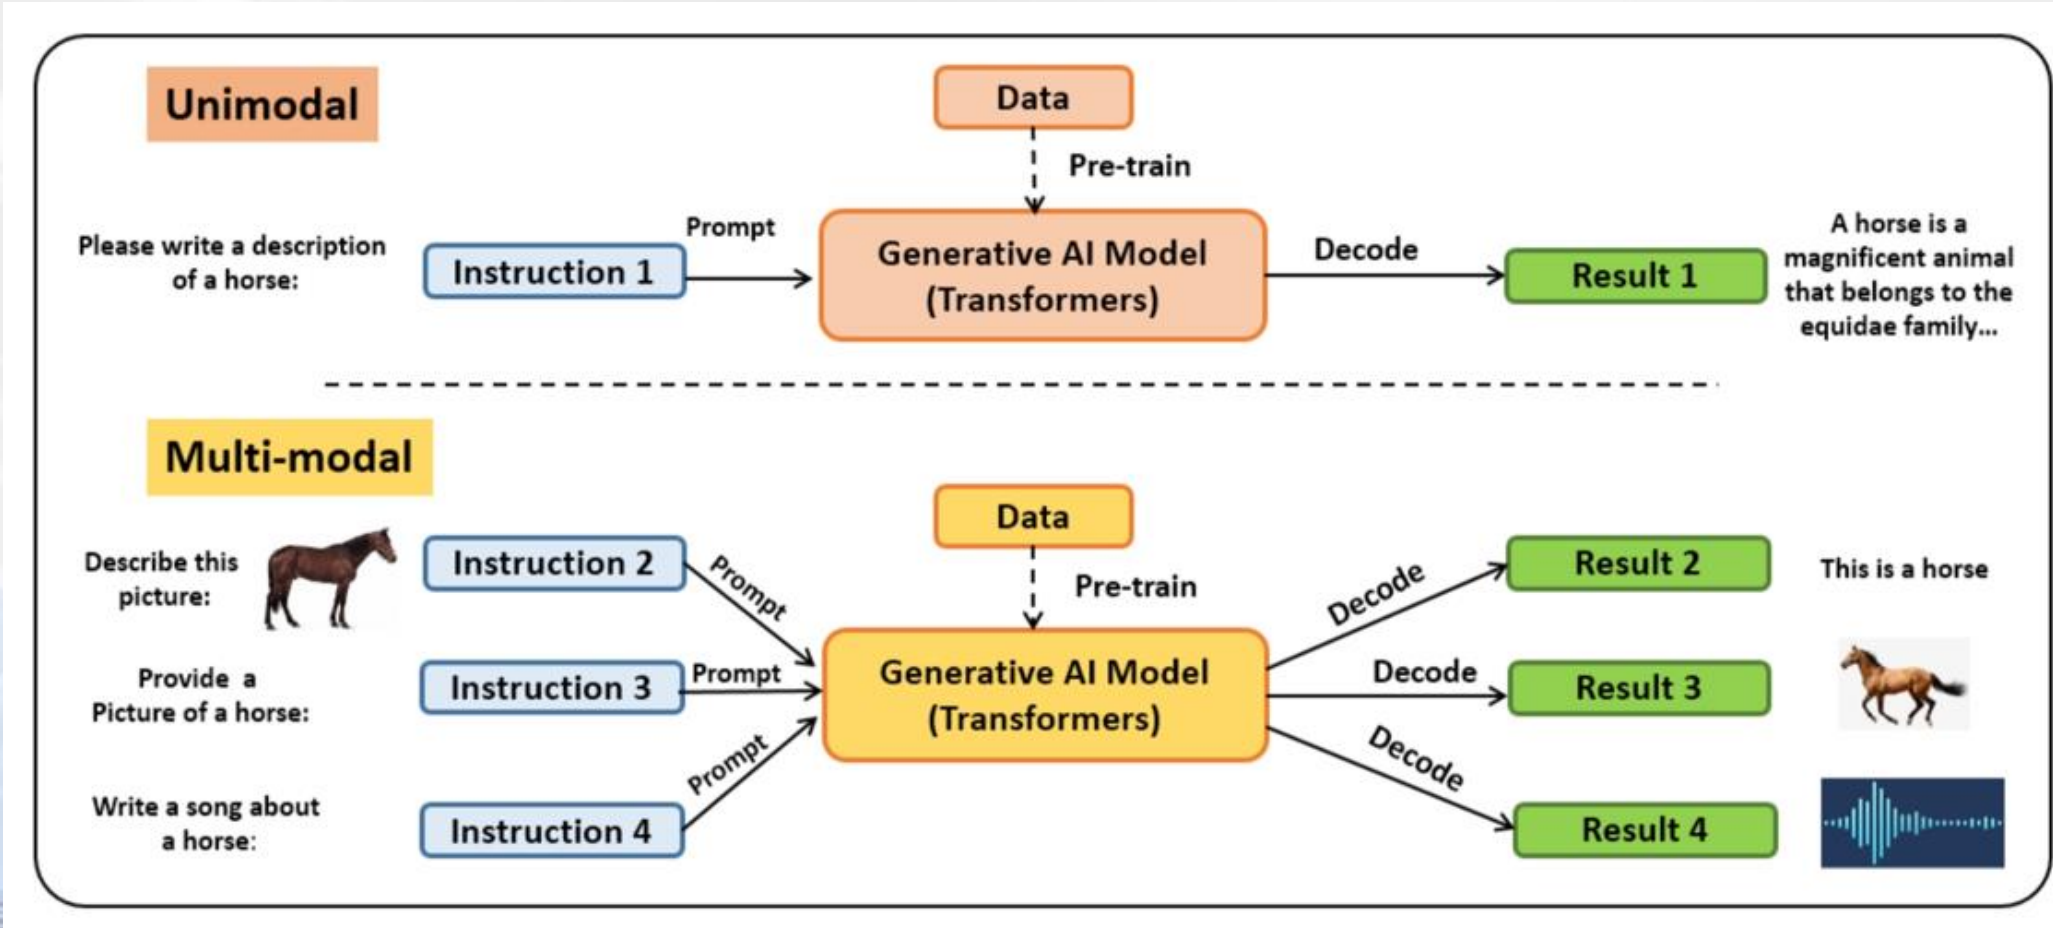 Unimodal
Data
Pre-train
Please write a description
of a horse:
Instruction 1
Prompt
Generative AI Model
(Transformers)
Decode
Result 1
A horse is a
magnificent animal
that belongs to the
equidae family...
Multi-modal
Data
Pre-train
Describe this
picture:
Instruction 2
Prompt
Provide a
Picture of a horse:
Instruction 3
Prompt
Write a song about
a horse:
Instruction 4
Prompt
Generative AI Model
(Transformers)
Decode
Result 2
This is a horse
Decode
Result 3
Decode
Result 4